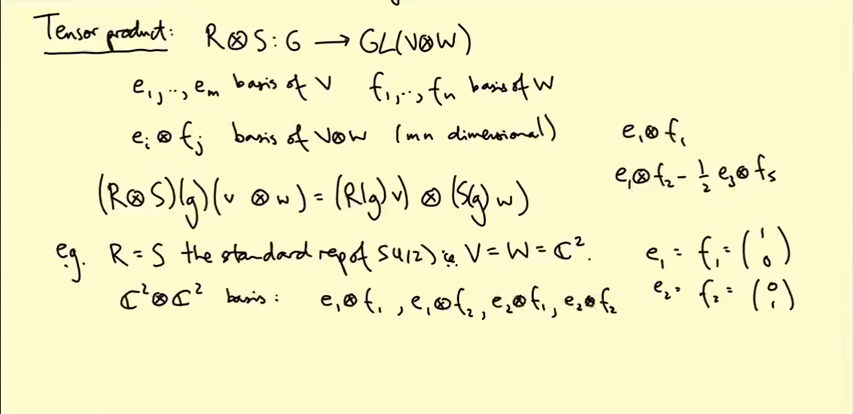 Tensor product: R⊗S: G → GL(V⊗W)
e₁,..,eₘ basis of V f₁,..,fₙ basis of W
eᵢ ⊗ fⱼ basis of V⊗W (mn dimensional)
e₁⊗f₁
e₁⊗f₂ - ½ e₃⊗f₅
(R⊗S)(g)(v ⊗ w) = (R(g)v) ⊗ (S(g)w)
e.g. R = S the standard rep of SU(2) i.e. V = W = ℂ².
e₁ = f₁ = (1 0)
ℂ²⊗ℂ² basis: e₁⊗f₁, e₁⊗f₂, e₂⊗f₁, e₂⊗f₂
e₂ = f₂ = (0 1)